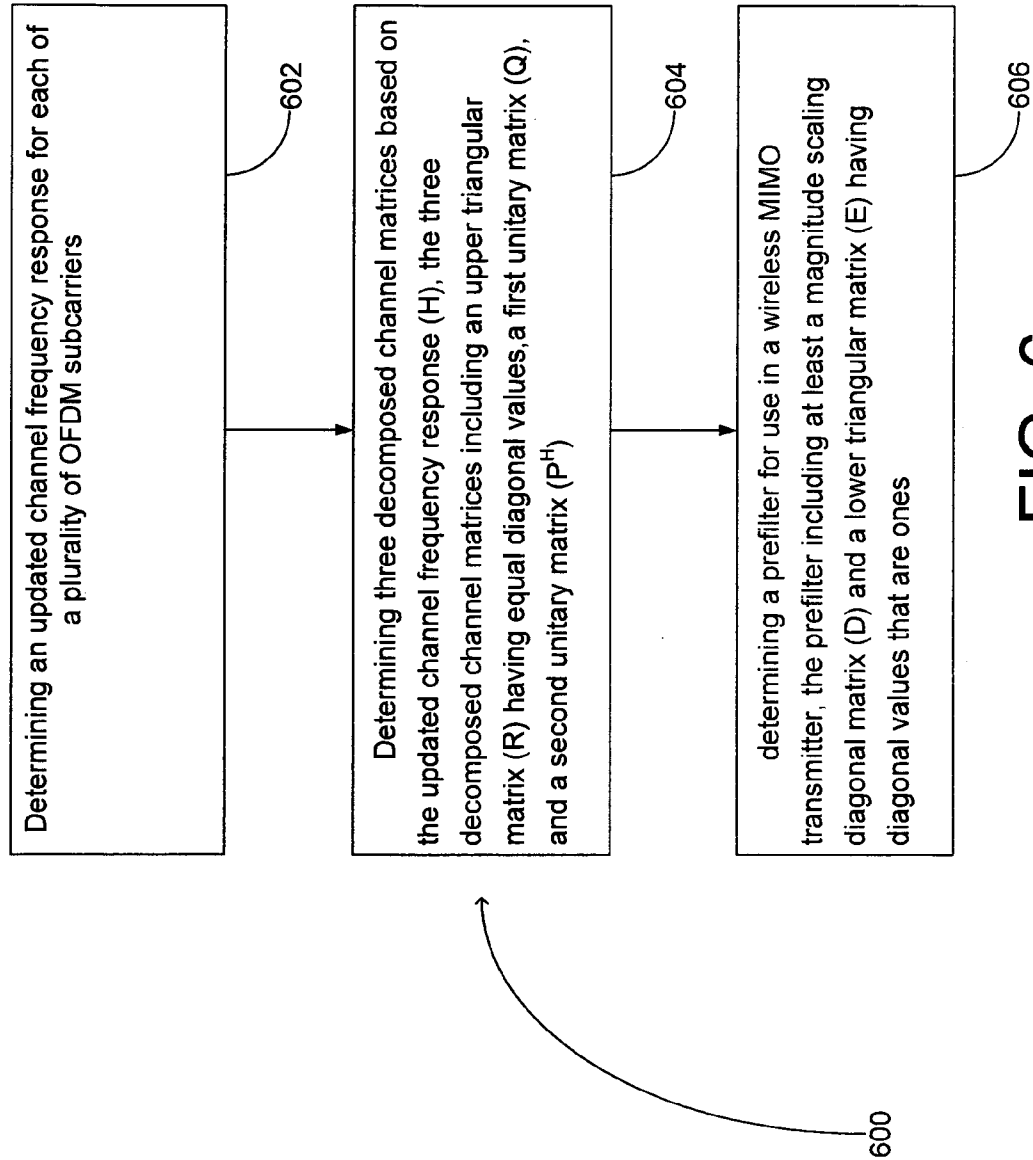 Determining an updated channel frequency response for each of
a plurality of OFDM subcarriers
602
Determining three decomposed channel matrices based on
the updated channel frequency response (H), the three
decomposed channel matrices including an upper triangular
matrix (R) having equal diagonal values,a first unitary matrix (Q),
and a second unitary matrix (P^H)
604
determining a prefilter for use in a wireless MIMO
transmitter, the prefilter including at least a magnitude scaling
diagonal matrix (D) and a lower triangular matrix (E) having
diagonal values that are ones
606
600
FIG.